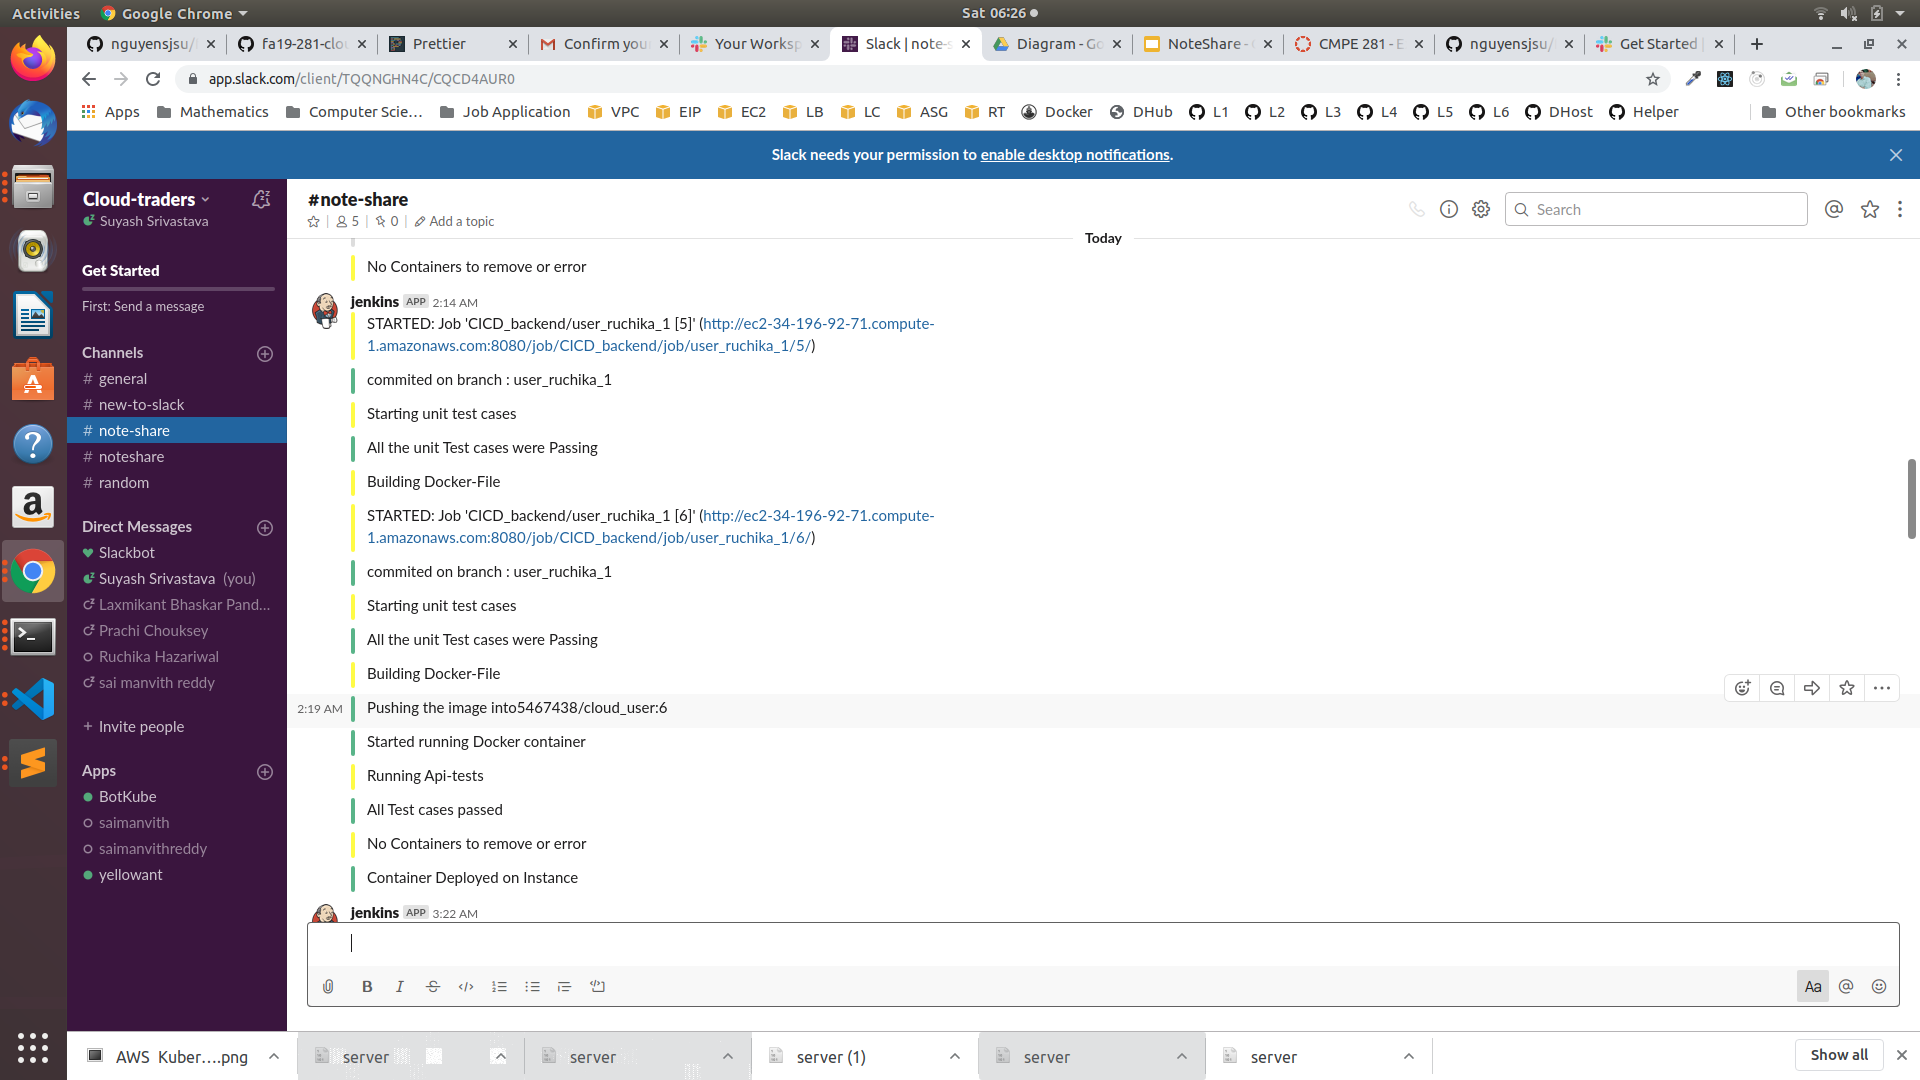 Activities
Google Chrome
Sat 06:26
nguyensjsu/
fa19-281-clou
Prettier
Confirm you
Your Worksp
Slack | note-s
Diagram - Go
NoteShare -
CMPE 281 - E
nguyensjsu/
Get Started
app.slack.com/client/TQQNGHN4C/CQCD4AUR0
Apps
Mathematics
Computer Scie...
Job Application
VPC
EIP
EC2
LB
LC
ASG
RT
Docker
DHub
L1
L2
L3
L4
L5
L6
DHost
Helper
Other bookmarks
Slack needs your permission to enable desktop notifications.
Cloud-traders
Suyash Srivastava
Get Started
First: Send a message
Channels
# general
# new-to-slack
# note-share
# noteshare
# random
Direct Messages
Slackbot
Suyash Srivastava (you)
Laxmikant Bhaskar Pand...
Prachi Chouksey
Ruchika Hazariwal
sai manvith reddy
+ Invite people
Apps
BotKube
saimanvith
saimanvithreddy
yellowant
#note-share
5
0
Add a topic
Search
Today
No Containers to remove or error
jenkins APP 2:14 AM
STARTED: Job 'CICD_backend/user_ruchika_1 [5]' (http://ec2-34-196-92-71.compute-
1.amazonaws.com:8080/job/CICD_backend/job/user_ruchika_1/5/)
commited on branch : user_ruchika_1
Starting unit test cases
All the unit Test cases were Passing
Building Docker-File
STARTED: Job 'CICD_backend/user_ruchika_1 [6]' (http://ec2-34-196-92-71.compute-
1.amazonaws.com:8080/job/CICD_backend/job/user_ruchika_1/6/)
commited on branch : user_ruchika_1
Starting unit test cases
All the unit Test cases were Passing
Building Docker-File
2:19 AM Pushing the image into5467438/cloud_user:6
Started running Docker container
Running Api-tests
All Test cases passed
No Containers to remove or error
Container Deployed on Instance
jenkins APP 3:22 AM
B
I
S
Aa
@
AWS Kuber....png
server
server
server (1)
server
server
Show all